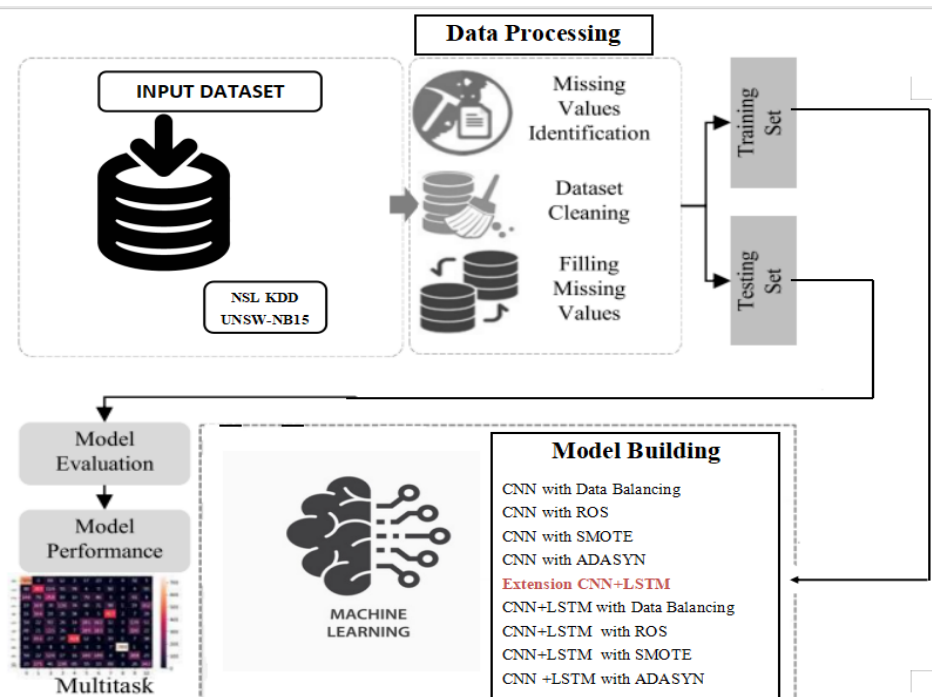 Data Processing
INPUT DATASET
NSL KDD
UNSW-NB15
Missing
Values
Identification
Dataset
Cleaning
Filling
Missing
Values
Training
Set
Testing
Set
Model
Evaluation
Model
Performance
Multitask
MACHINE
LEARNING
Model Building
CNN with Data Balancing
CNN with ROS
CNN with SMOTE
CNN with ADASYN
Extension CNN+LSTM
CNN+LSTM with Data Balancing
CNN+LSTM with ROS
CNN+LSTM with SMOTE
CNN +LSTM with ADASYN